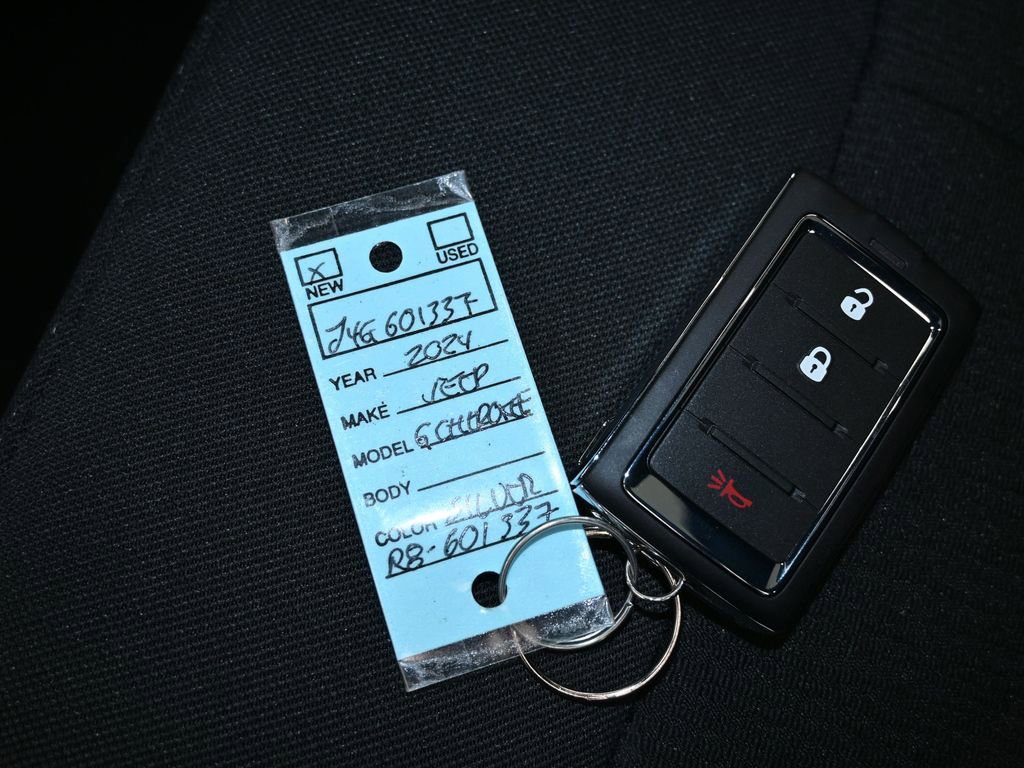 X
NEW USED
J4G 601337
YEAR 2024
MAKE JEEP
MODEL G CHEROKEE
BODY
COLOR SILVER
R8-601337